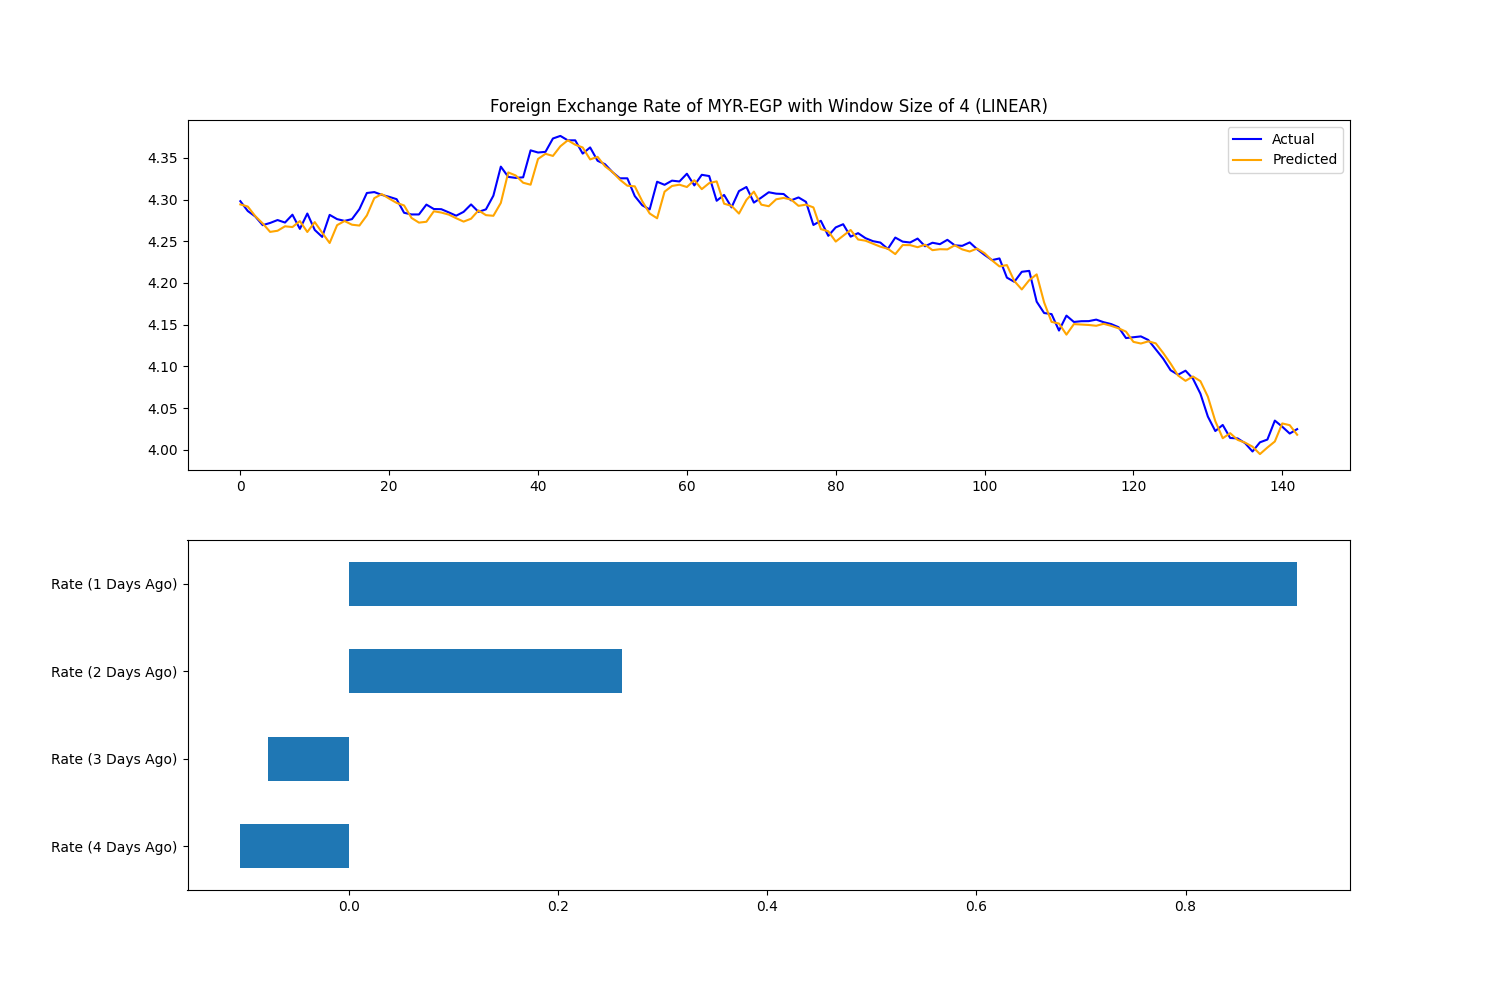 Foreign Exchange Rate of MYR-EGP with Window Size of 4 (LINEAR)
Actual
Predicted
4.35
4.30
4.25
4.20
4.15
4.10
4.05
4.00
0 20 40 60 80 100 120 140
Rate (1 Days Ago)
Rate (2 Days Ago)
Rate (3 Days Ago)
Rate (4 Days Ago)
0.0 0.2 0.4 0.6 0.8